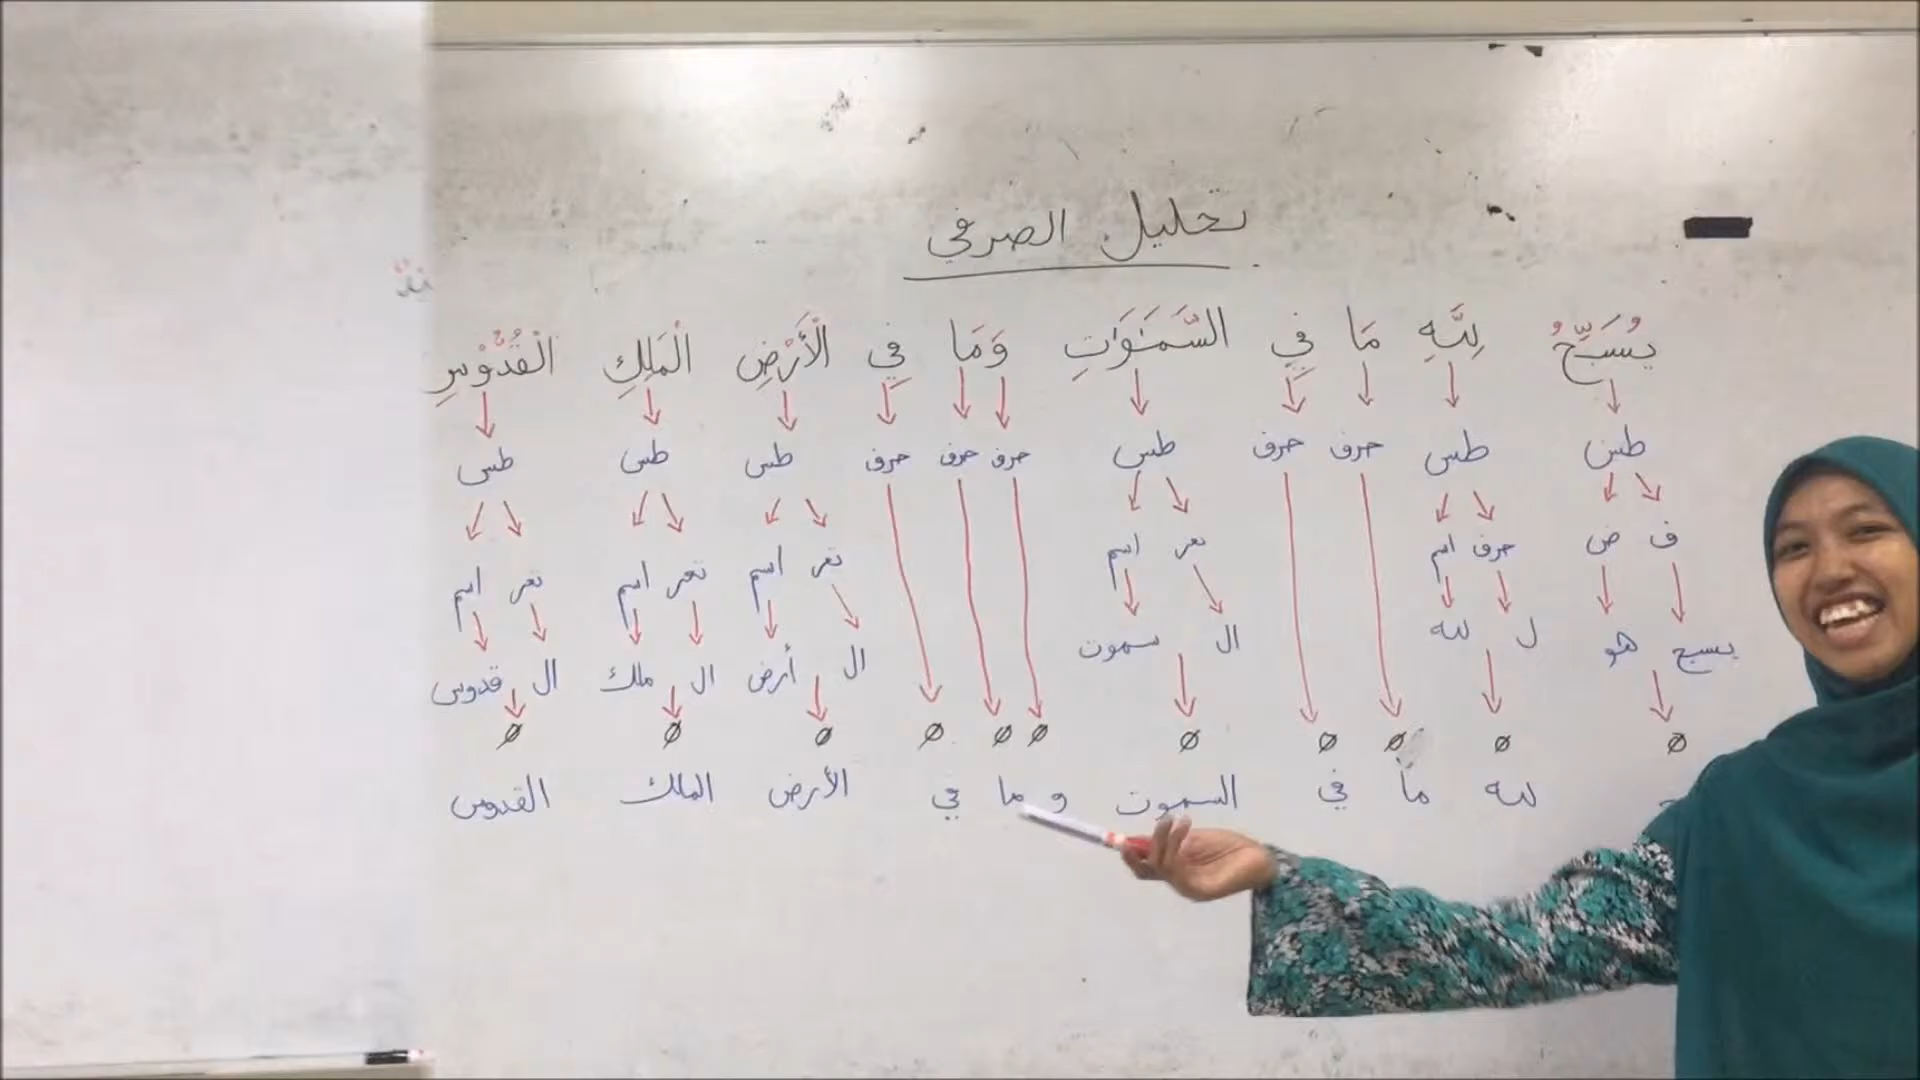 تحليل الصرفي
يُسَبِّحُ لِلَّهِ مَا فِي السَّمَٰوَٰتِ وَمَا فِي الْأَرْضِ الْمَلِكِ الْقُدُّوْسِ
طس طس حرف حرف طس حرف حرف حرف طس طس طس
ف ض حرف اسم تعر اسم تعر اسم تعر اسم تعر اسم
يسبح هو ل لله ال سموت ال أرض ال ملك ال قدوس
ø ø ø ø ø ø ø ø ø ø ø
لله ما في السموت و ما في الأرض الملك القدوس